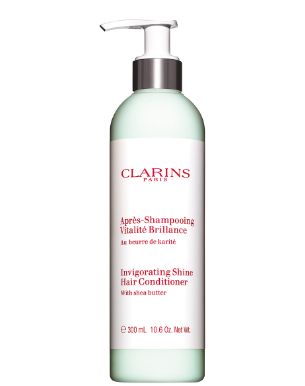 CLARINS
PARIS
Après-Shampooing
Vitalité Brillance
Au beurre de karité
Invigorating Shine
Hair Conditioner
With shea butter
℮ 300 mL 10.6 Oz. Net Wt.